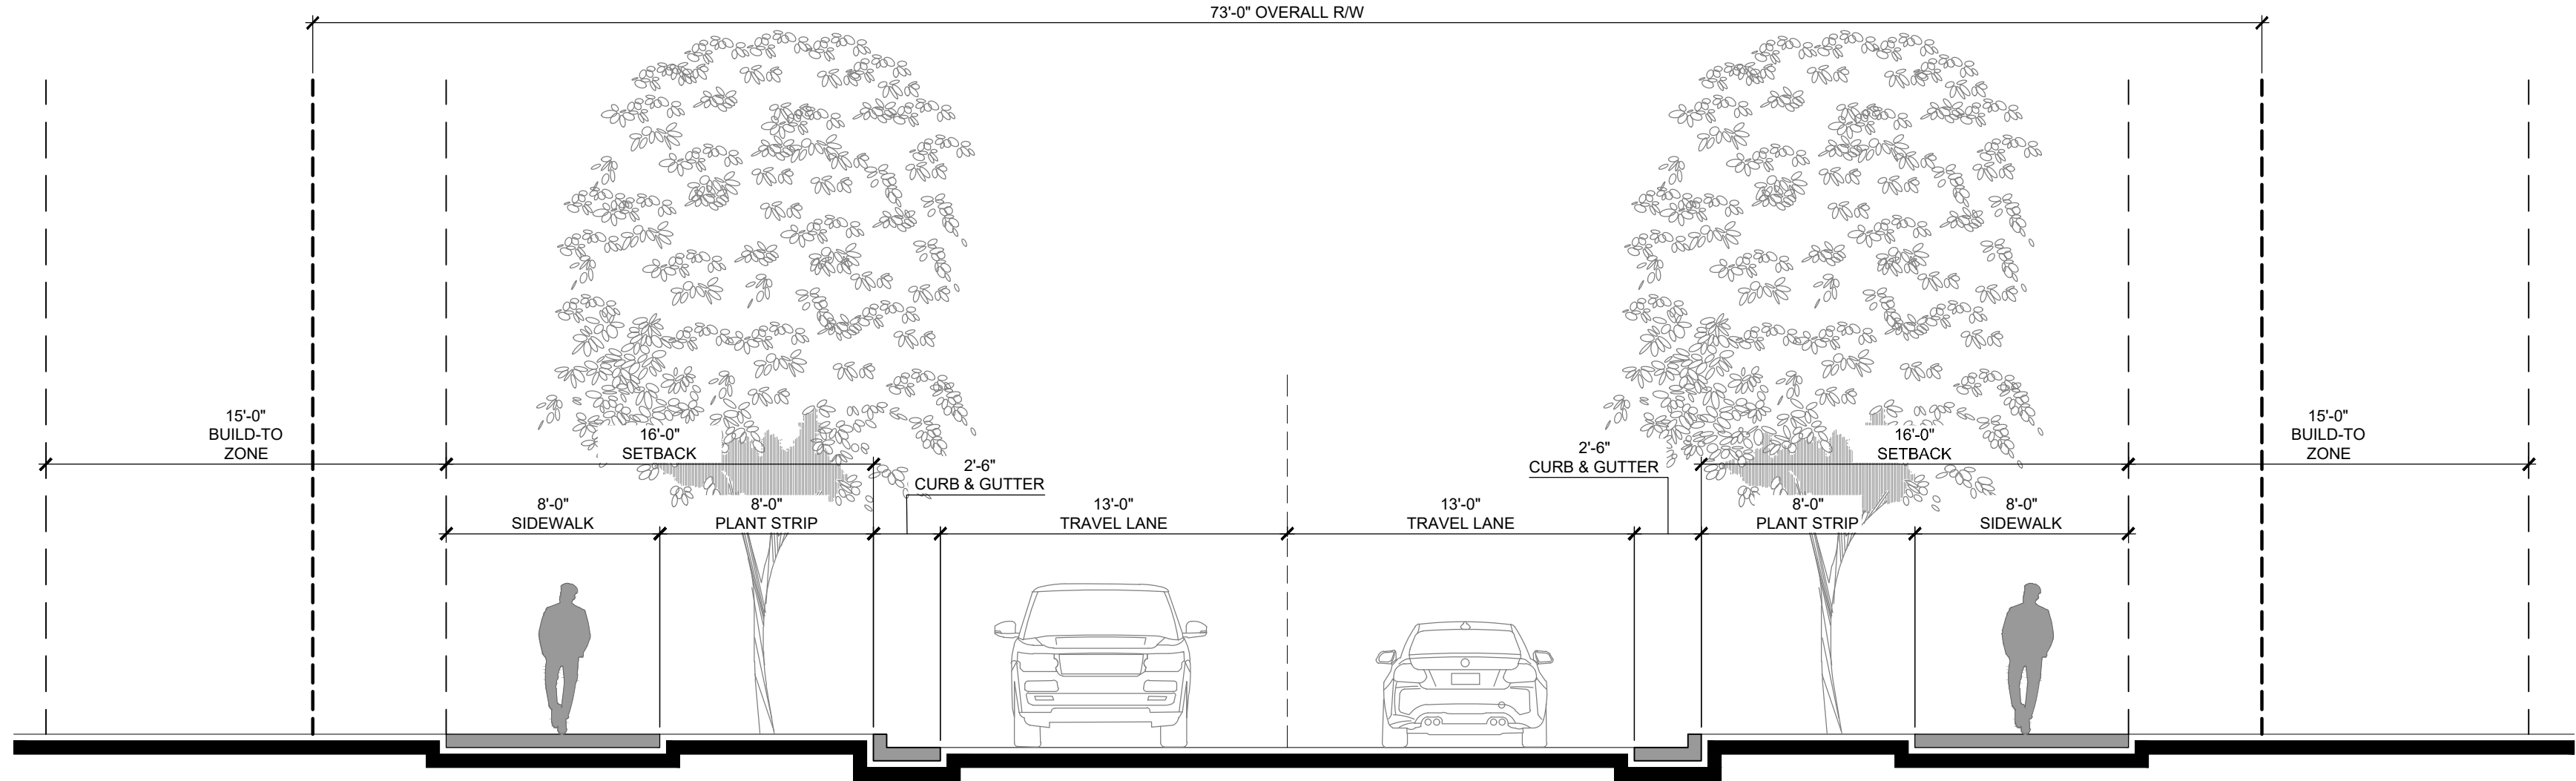 73'-0" OVERALL R/W
15'-0"
BUILD-TO
ZONE
16'-0"
SETBACK
2'-6"
CURB & GUTTER
2'-6"
CURB & GUTTER
16'-0"
SETBACK
15'-0"
BUILD-TO
ZONE
8'-0"
SIDEWALK
8'-0"
PLANT STRIP
13'-0"
TRAVEL LANE
13'-0"
TRAVEL LANE
8'-0"
PLANT STRIP
8'-0"
SIDEWALK